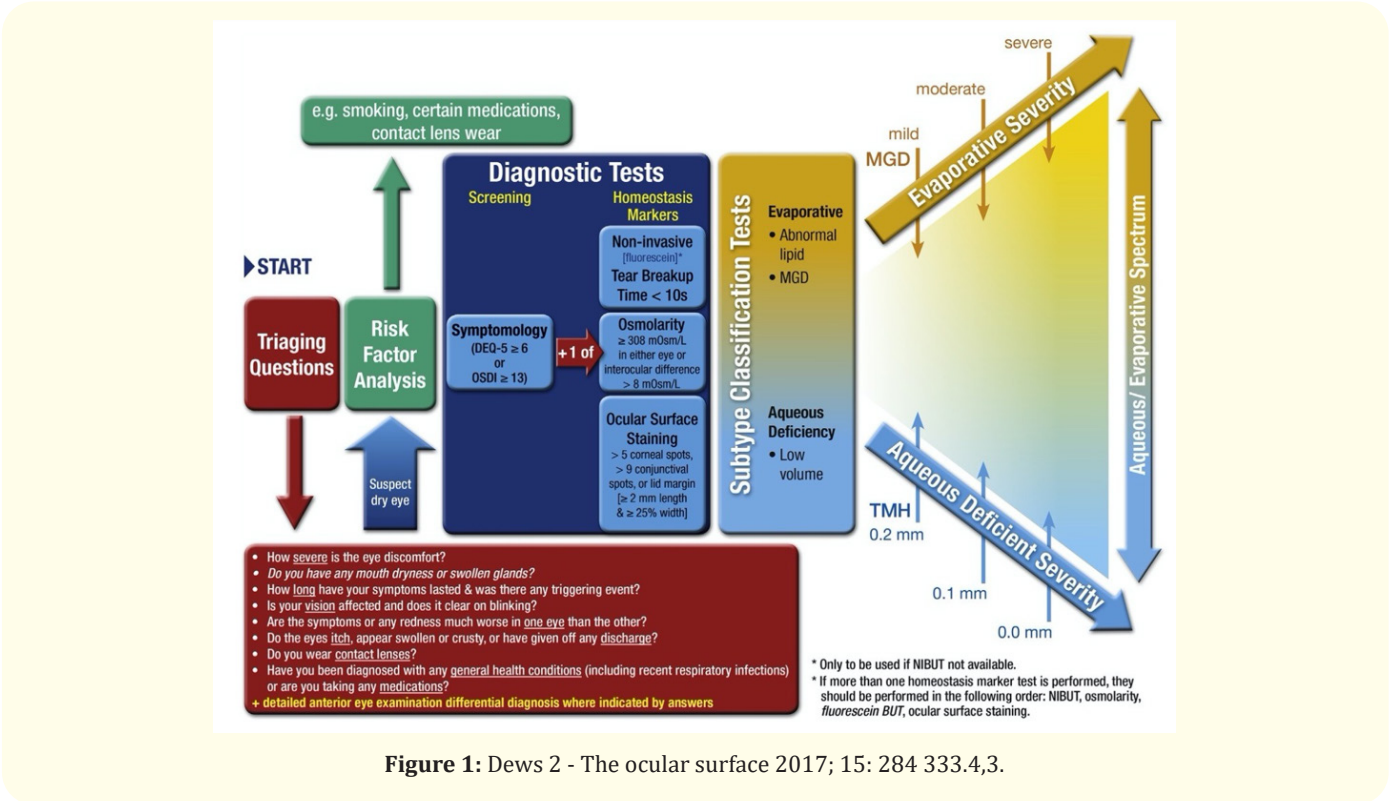 e.g. smoking, certain medications,
contact lens wear
START
Triaging
Questions
Risk
Factor
Analysis
Suspect
dry eye
Diagnostic Tests
Screening
Symptomology
(DEQ-5 ≥ 6
or
OSDI ≥ 13)
+1 of
Homeostasis
Markers
Non-invasive
[fluorescein]*
Tear Breakup
Time < 10s
Osmolarity
≥ 308 mOsm/L
in either eye or
interocular difference
> 8 mOsm/L
Ocular Surface
Staining
> 5 corneal spots,
> 9 conjunctival
spots, or lid margin
[≥ 2 mm length
& ≥ 25% width]
Subtype Classification Tests
Evaporative
• Abnormal
lipid
• MGD
Aqueous
Deficiency
• Low
volume
severe
moderate
mild
MGD
Evaporative Severity
Aqueous/ Evaporative Spectrum
Aqueous Deficient Severity
TMH
0.2 mm
0.1 mm
0.0 mm
• How severe is the eye discomfort?
• Do you have any mouth dryness or swollen glands?
• How long have your symptoms lasted & was there any triggering event?
• Is your vision affected and does it clear on blinking?
• Are the symptoms or any redness much worse in one eye than the other?
• Do the eyes itch, appear swollen or crusty, or have given off any discharge?
• Do you wear contact lenses?
• Have you been diagnosed with any general health conditions (including recent respiratory infections)
or are you taking any medications?
+ detailed anterior eye examination differential diagnosis where indicated by answers
* Only to be used if NIBUT not available.
* If more than one homeostasis marker test is performed, they
should be performed in the following order: NIBUT, osmolarity,
fluorescein BUT, ocular surface staining.
Figure 1: Dews 2 - The ocular surface 2017; 15: 284 333.4,3.